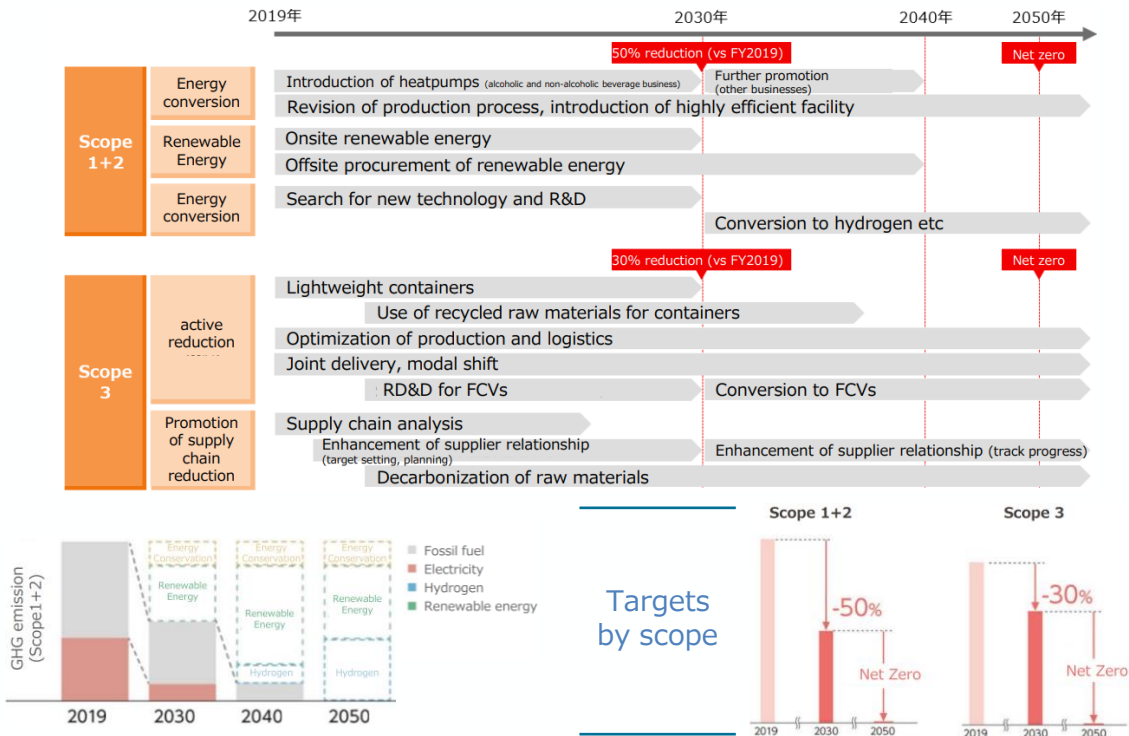 2019年
2030年
2040年
2050年
50% reduction (vs FY2019)
Net zero
Scope
1+2
Energy
conversion
Introduction of heatpumps (alcoholic and non-alcoholic beverage business)
Further promotion
(other businesses)
Revision of production process, introduction of highly efficient facility
Renewable
Energy
Onsite renewable energy
Offsite procurement of renewable energy
Energy
conversion
Search for new technology and R&D
Conversion to hydrogen etc
30% reduction (vs FY2019)
Net zero
Scope
3
active
reduction
Lightweight containers
Use of recycled raw materials for containers
Optimization of production and logistics
Joint delivery, modal shift
RD&D for FCVs
Conversion to FCVs
Promotion
of supply
chain
reduction
Supply chain analysis
Enhancement of supplier relationship
(target setting, planning)
Enhancement of supplier relationship (track progress)
Decarbonization of raw materials
GHG emission
(Scope1+2)
Energy
Conservation
Renewable
Energy
Energy
Conservation
Renewable
Energy
Hydrogen
Energy
Conservation
Renewable
Energy
Hydrogen
2019
2030
2040
2050
Fossil fuel
Electricity
Hydrogen
Renewable energy
Targets
by scope
Scope 1+2
-50%
Net Zero
2019
2030
2050
Scope 3
-30%
Net Zero
2019
2030
2050